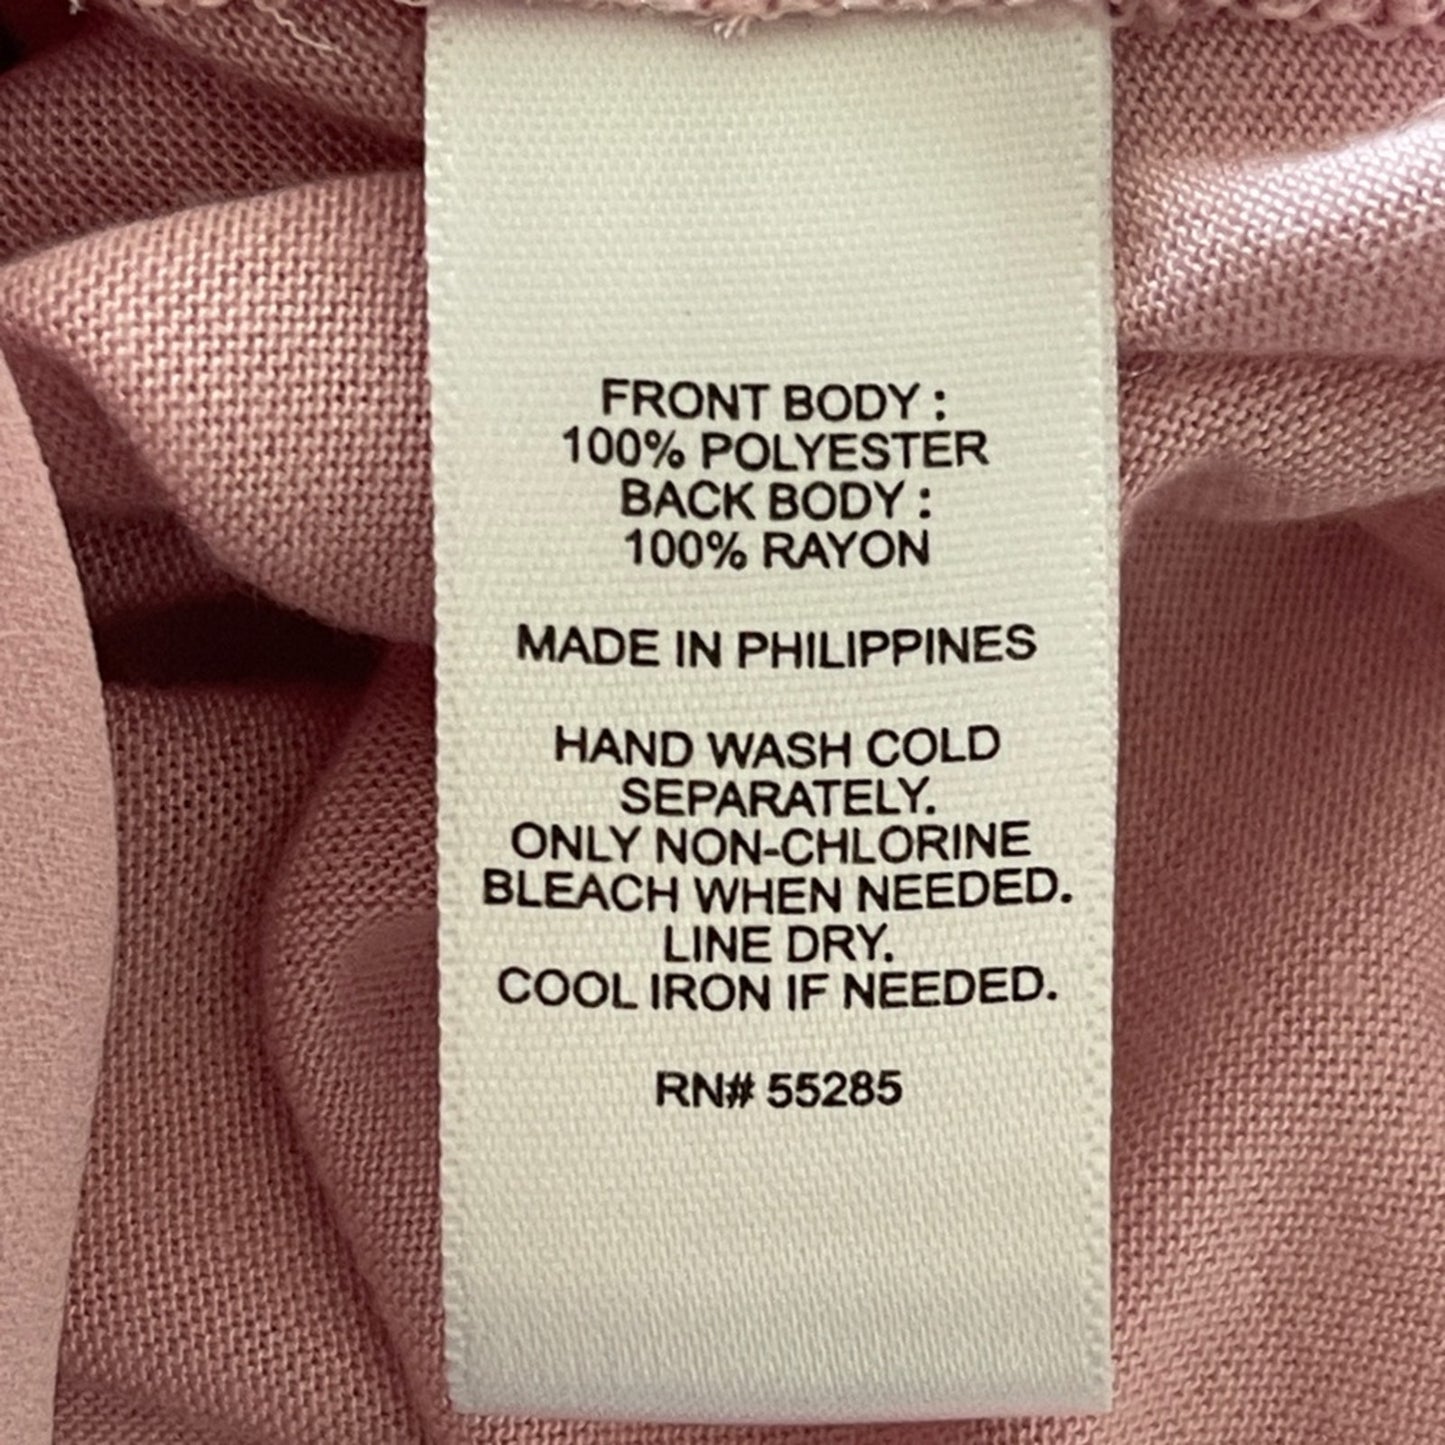 FRONT BODY :
100% POLYESTER
BACK BODY :
100% RAYON
MADE IN PHILIPPINES
HAND WASH COLD
SEPARATELY.
ONLY NON-CHLORINE
BLEACH WHEN NEEDED.
LINE DRY.
COOL IRON IF NEEDED.
RN# 55285